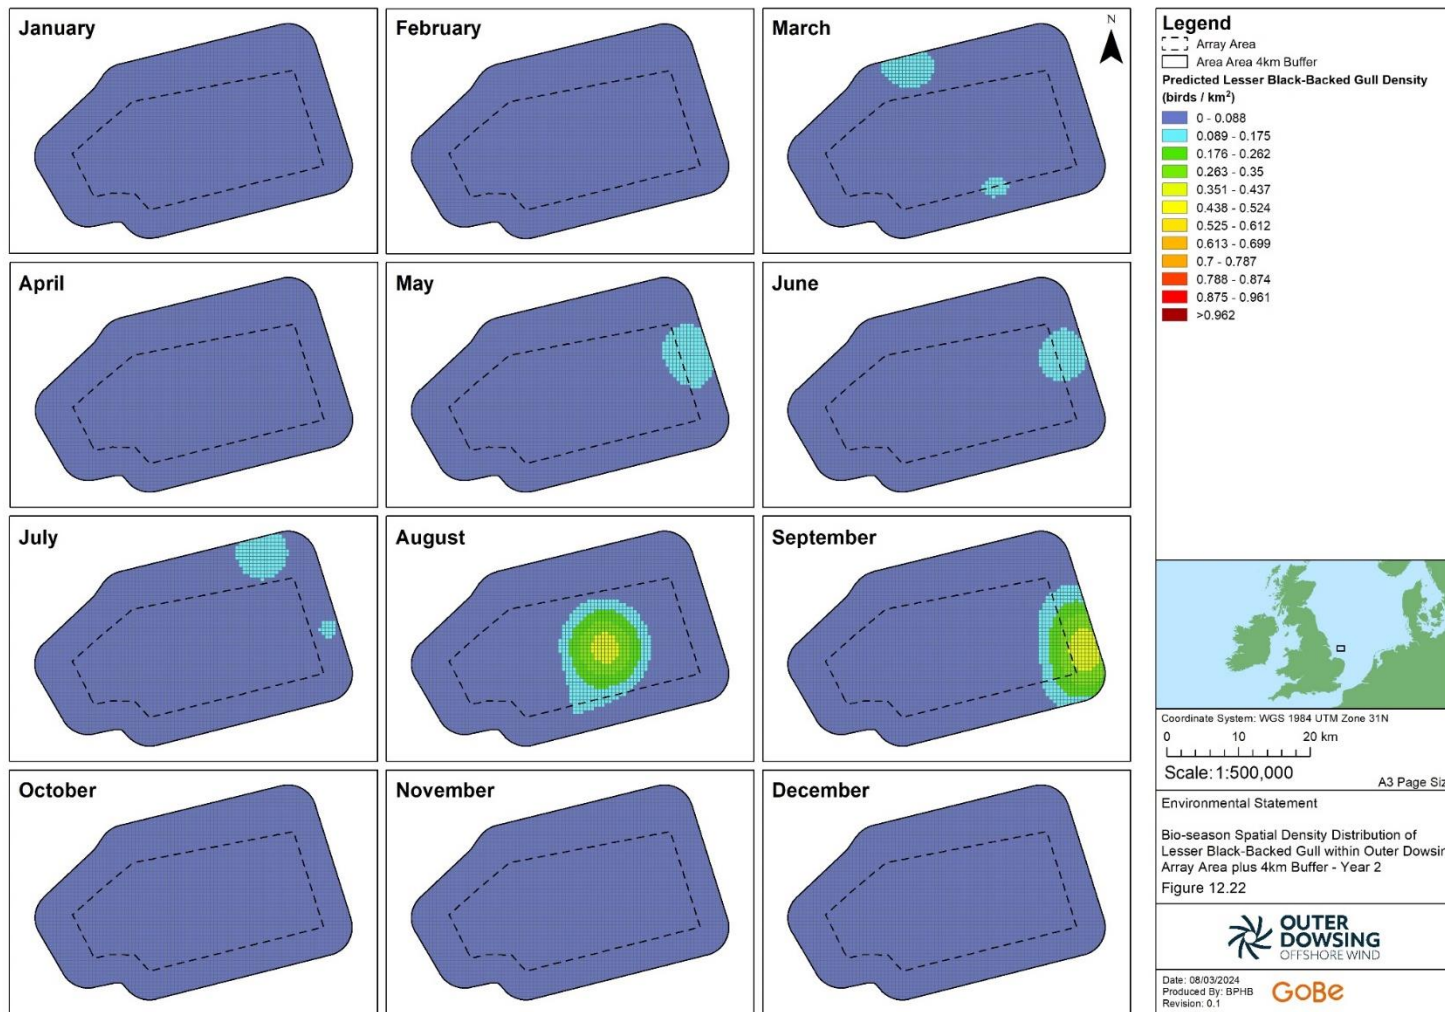 January
February
March
N
April
May
June
July
August
September
October
November
December
Legend
Array Area
Area Area 4km Buffer
Predicted Lesser Black-Backed Gull Density
(birds / km²)
0 - 0.088
0.089 - 0.175
0.176 - 0.262
0.263 - 0.35
0.351 - 0.437
0.438 - 0.524
0.525 - 0.612
0.613 - 0.699
0.7 - 0.787
0.788 - 0.874
0.875 - 0.961
>0.962
Coordinate System: WGS 1984 UTM Zone 31N
0 10 20 km
Scale: 1:500,000
A3 Page Siz
Environmental Statement
Bio-season Spatial Density Distribution of
Lesser Black-Backed Gull within Outer Dowsin
Array Area plus 4km Buffer - Year 2
Figure 12.22
OUTER
DOWSING
OFFSHORE WIND
Date: 08/03/2024
Produced By: BPHB
Revision: 0.1
GoBe